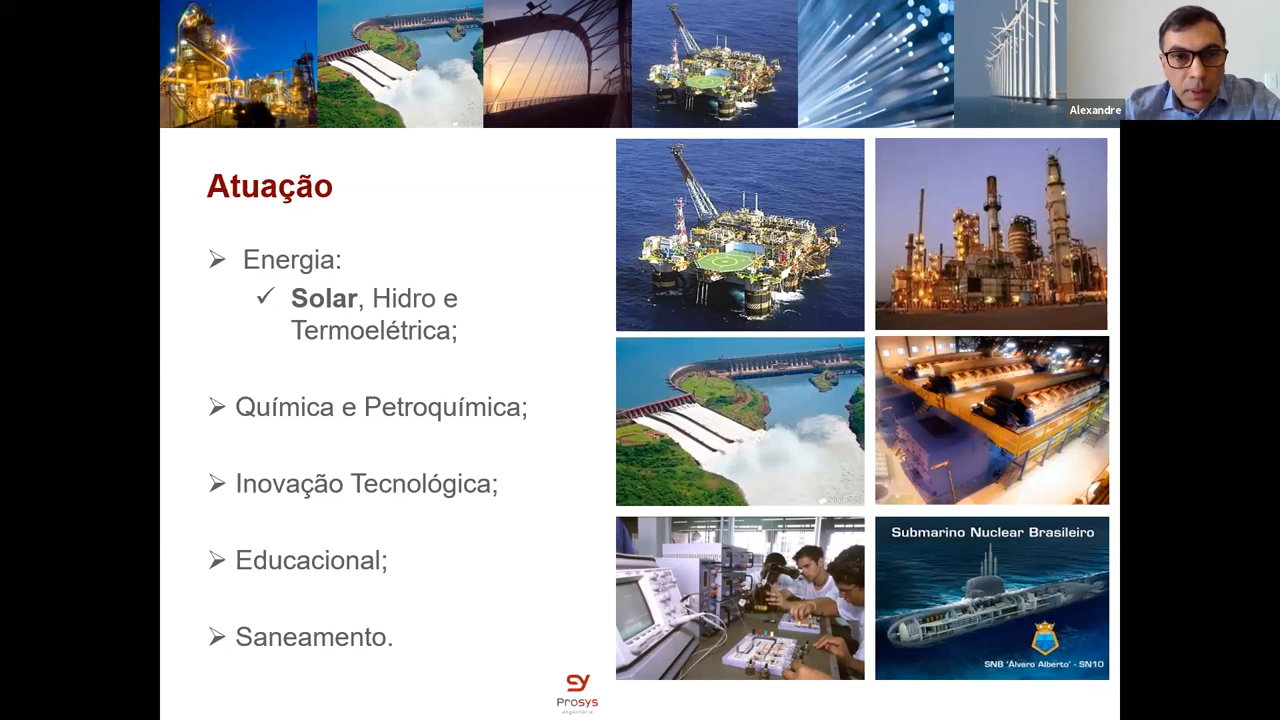 Alexandre
Atuação
➢ Energia:
✓ Solar, Hidro e
Termoelétrica;
➢ Química e Petroquímica;
➢ Inovação Tecnológica;
➢ Educacional;
➢ Saneamento.
Submarino Nuclear Brasileiro
SNB 'Álvaro Alberto' - SN10
SY
Prosys
engenharia